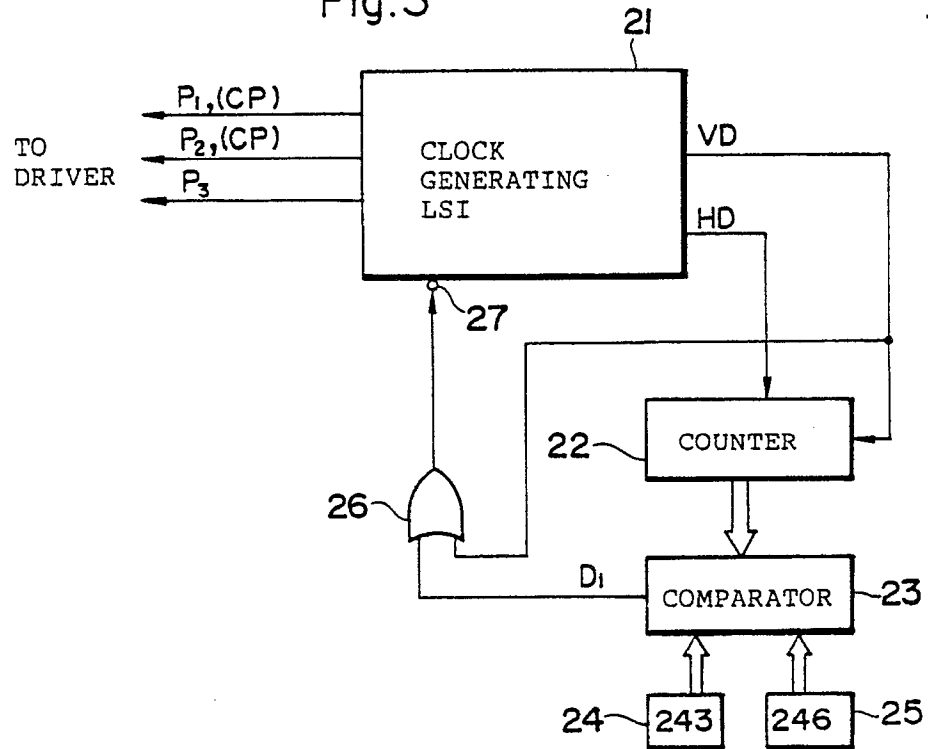 Fig.3
21
P1,(CP)
P2,(CP)
P3
TO
DRIVER
CLOCK
GENERATING
LSI
VD
HD
27
22
COUNTER
26
D1
COMPARATOR
23
24
243
246
25